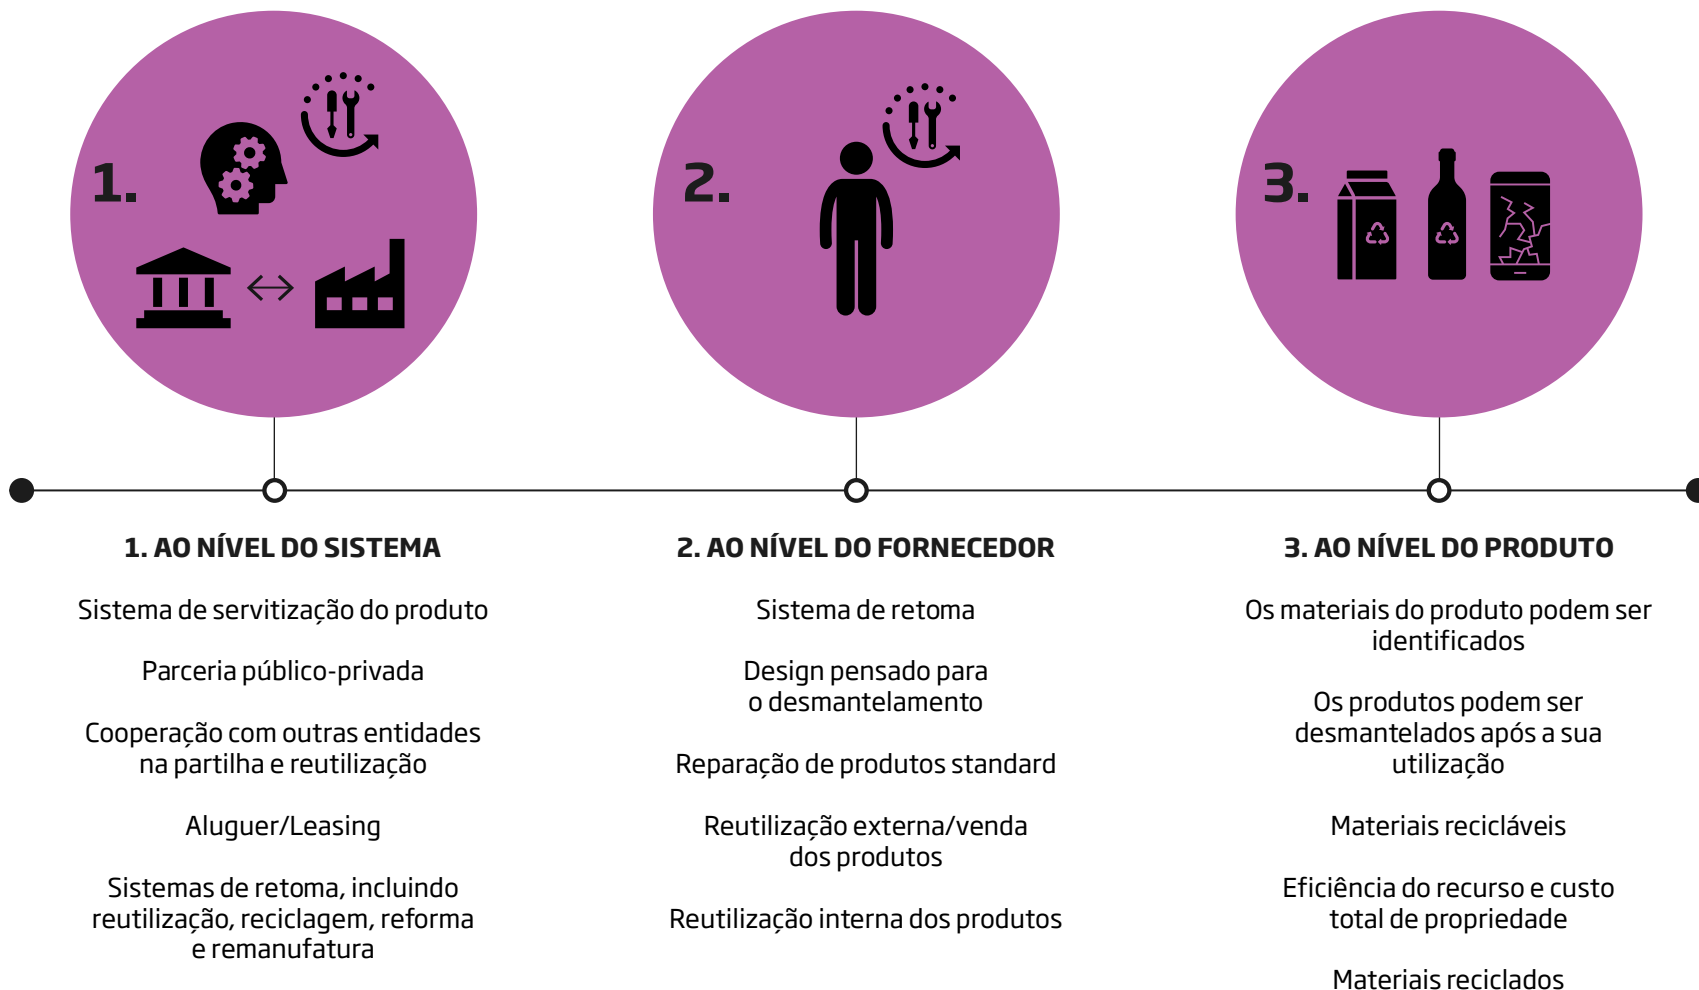 1.
2.
3.
1. AO NÍVEL DO SISTEMA
Sistema de servitização do produto
Parceria público-privada
Cooperação com outras entidades
na partilha e reutilização
Aluguer/Leasing
Sistemas de retoma, incluindo
reutilização, reciclagem, reforma
e remanufatura
2. AO NÍVEL DO FORNECEDOR
Sistema de retoma
Design pensado para
o desmantelamento
Reparação de produtos standard
Reutilização externa/venda
dos produtos
Reutilização interna dos produtos
3. AO NÍVEL DO PRODUTO
Os materiais do produto podem ser
identificados
Os produtos podem ser
desmantelados após a sua
utilização
Materiais recicláveis
Eficiência do recurso e custo
total de propriedade
Materiais reciclados